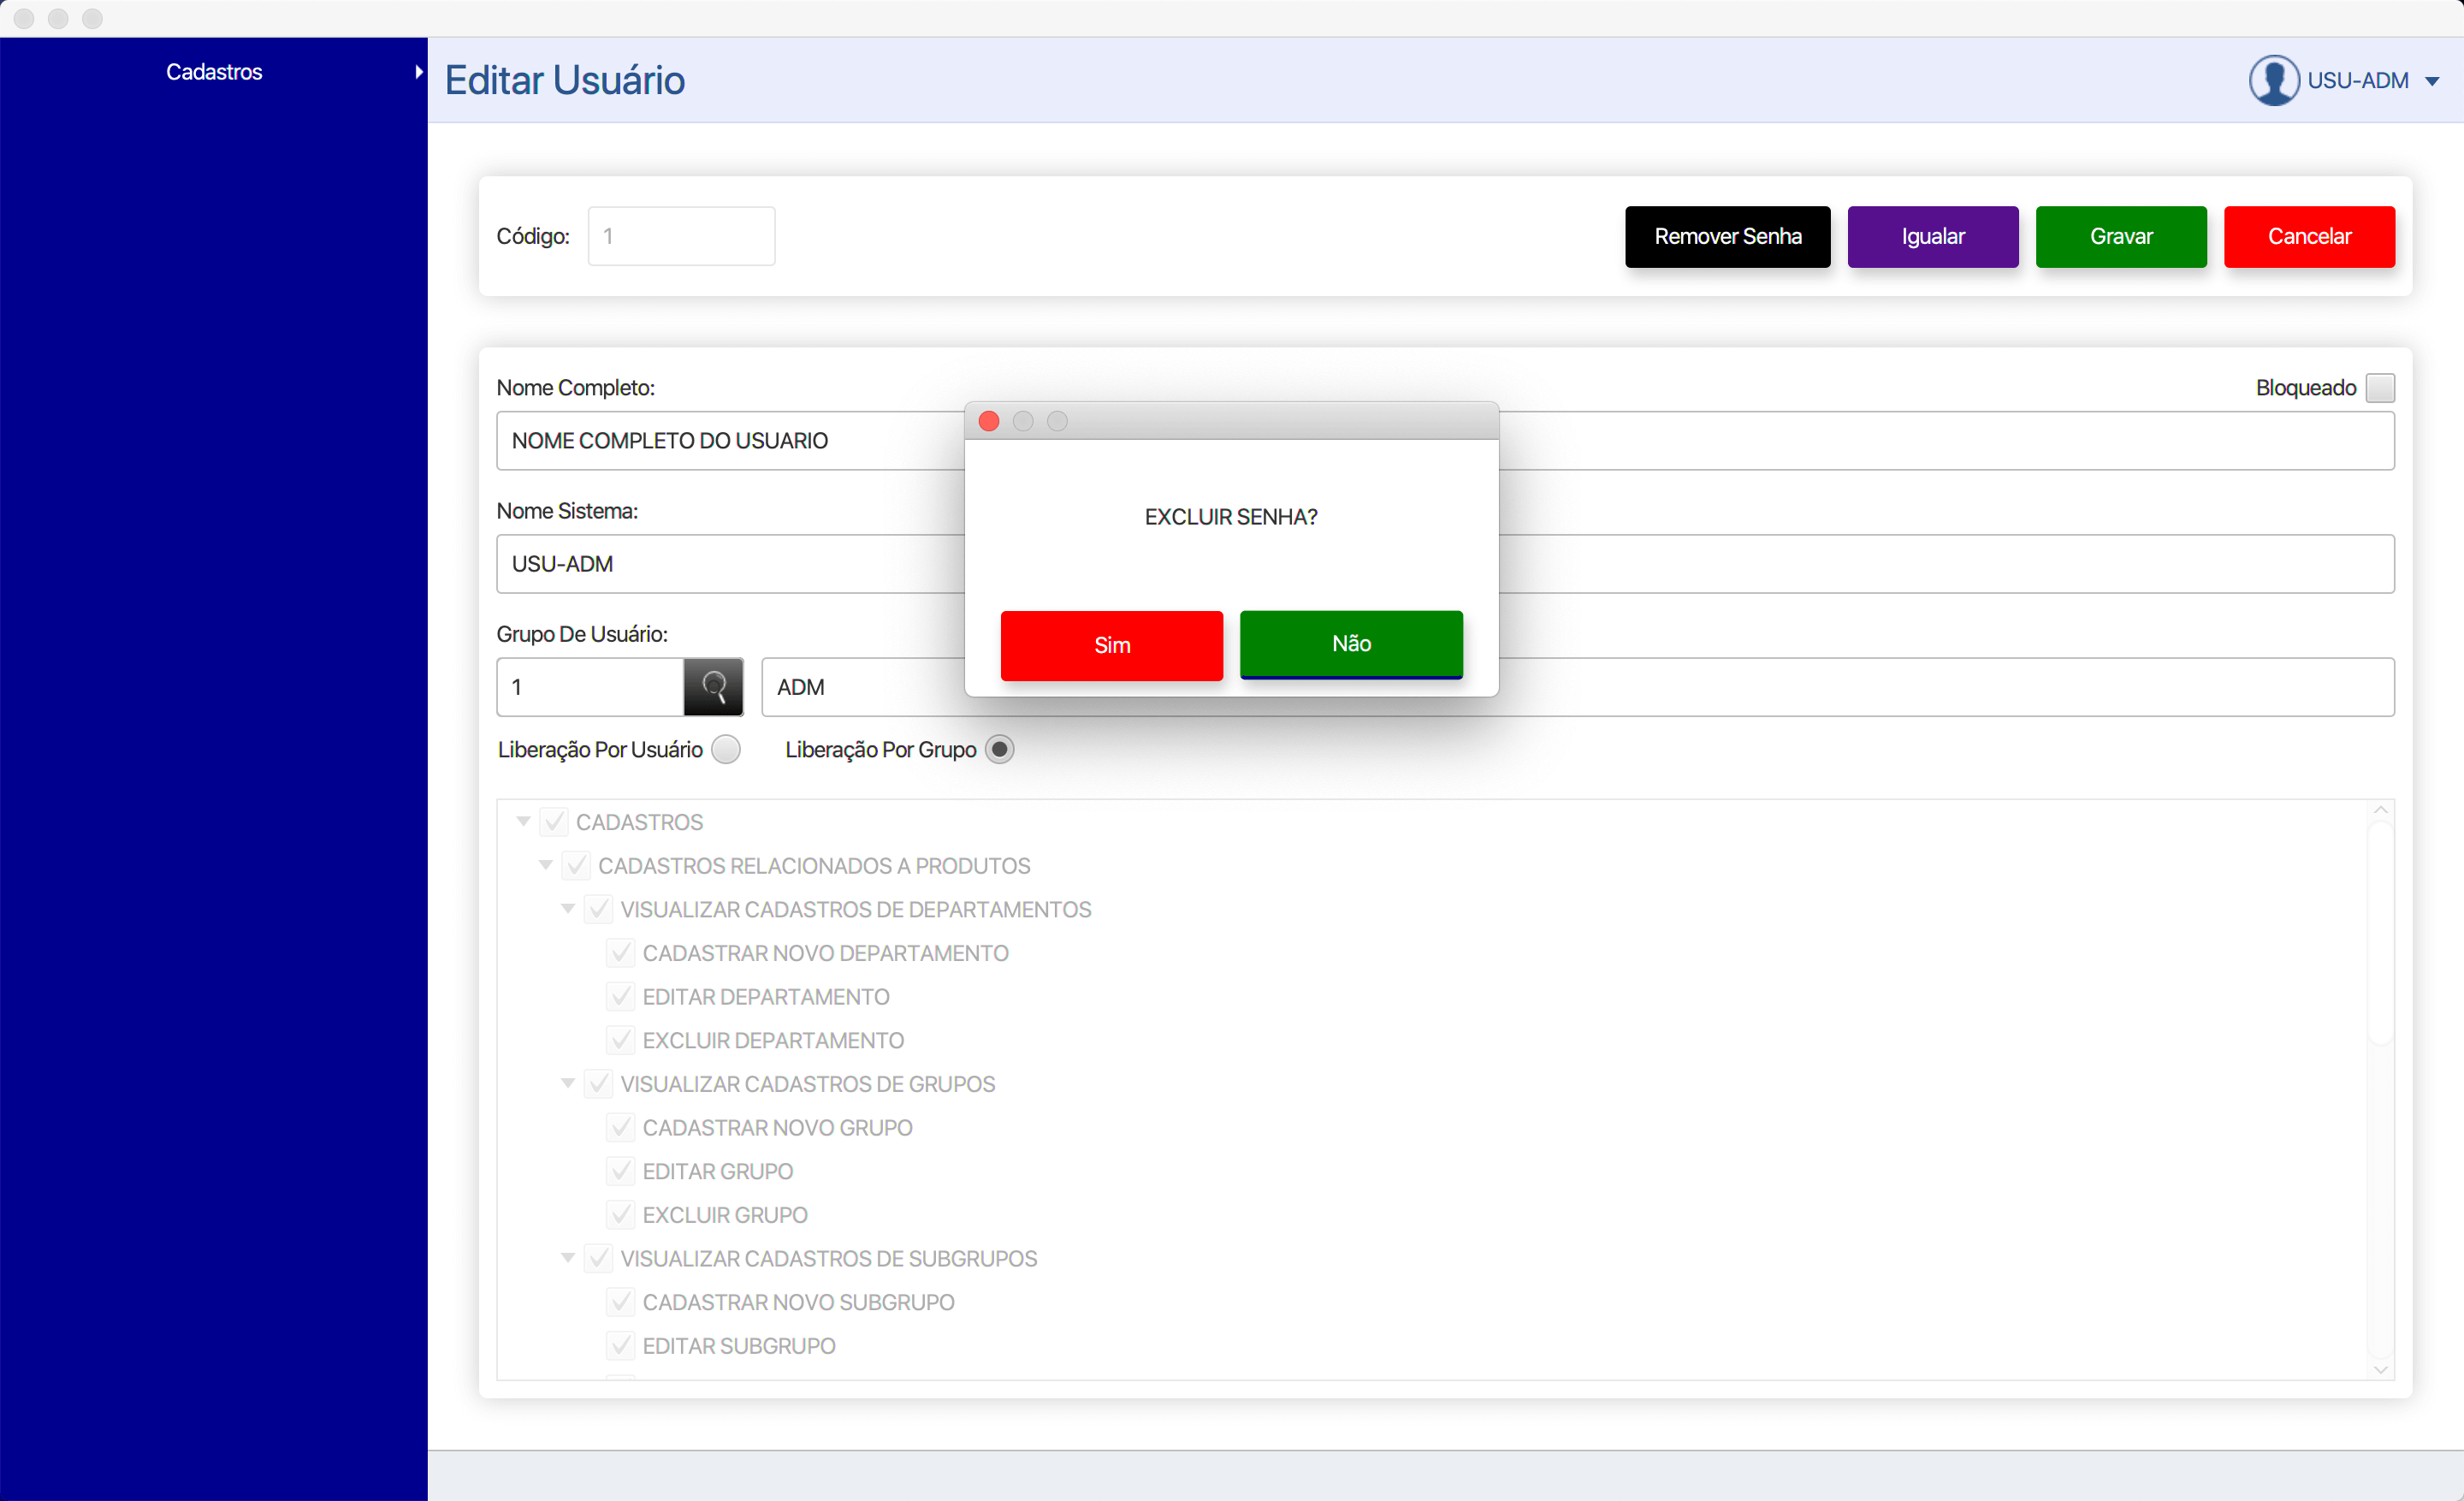 Cadastros
Editar Usuário
USU-ADM
Código: 1
Remover Senha Igualar Gravar Cancelar
Nome Completo: Bloqueado
NOME COMPLETO DO USUARIO
Nome Sistema:
USU-ADM
Grupo De Usuário:
1 ADM
Liberação Por Usuário Liberação Por Grupo
EXCLUIR SENHA?
Sim Não
CADASTROS
CADASTROS RELACIONADOS A PRODUTOS
VISUALIZAR CADASTROS DE DEPARTAMENTOS
CADASTRAR NOVO DEPARTAMENTO
EDITAR DEPARTAMENTO
EXCLUIR DEPARTAMENTO
VISUALIZAR CADASTROS DE GRUPOS
CADASTRAR NOVO GRUPO
EDITAR GRUPO
EXCLUIR GRUPO
VISUALIZAR CADASTROS DE SUBGRUPOS
CADASTRAR NOVO SUBGRUPO
EDITAR SUBGRUPO